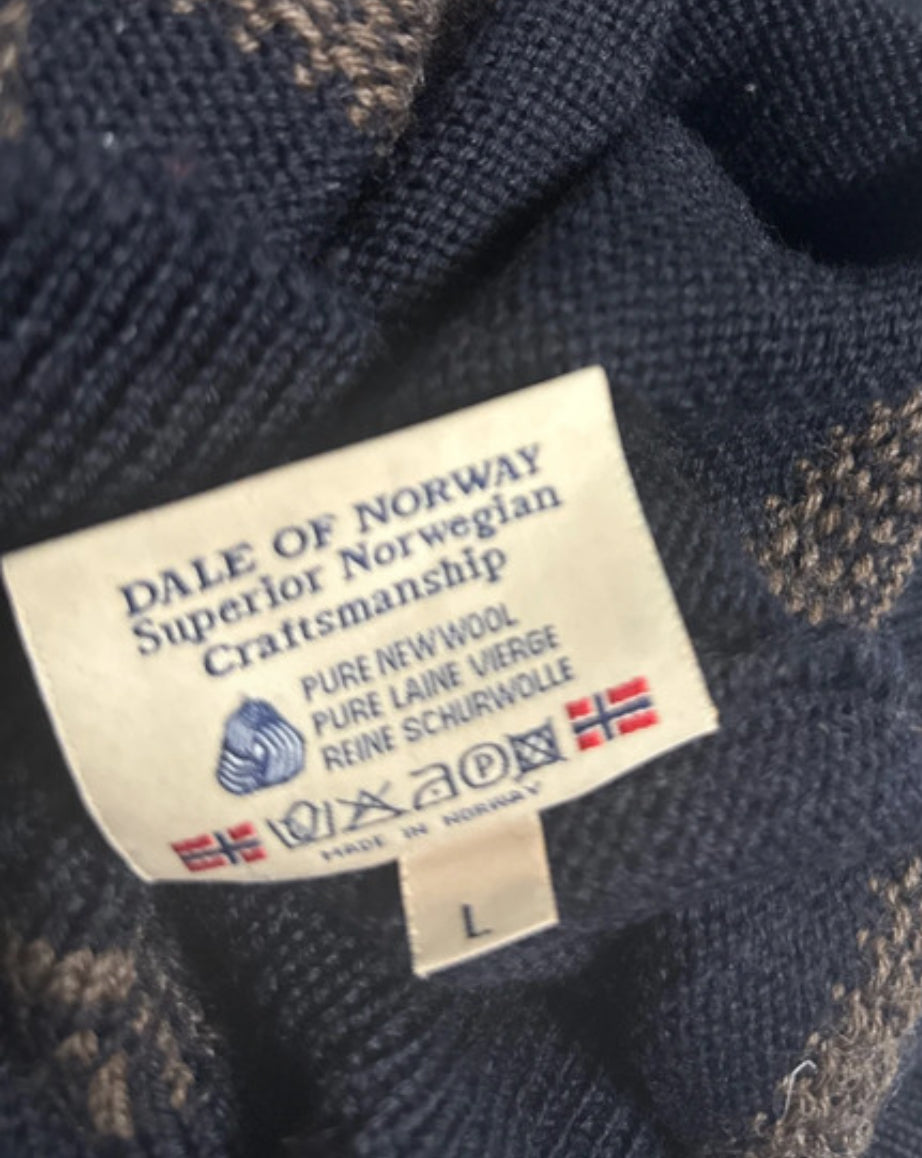 DALE OF NORWAY
Superior Norwegian
Craftsmanship
PURE NEW WOOL
PURE LAINE VIERGE
REINE SCHURWOLLE
P
MADE IN NORWAY
L